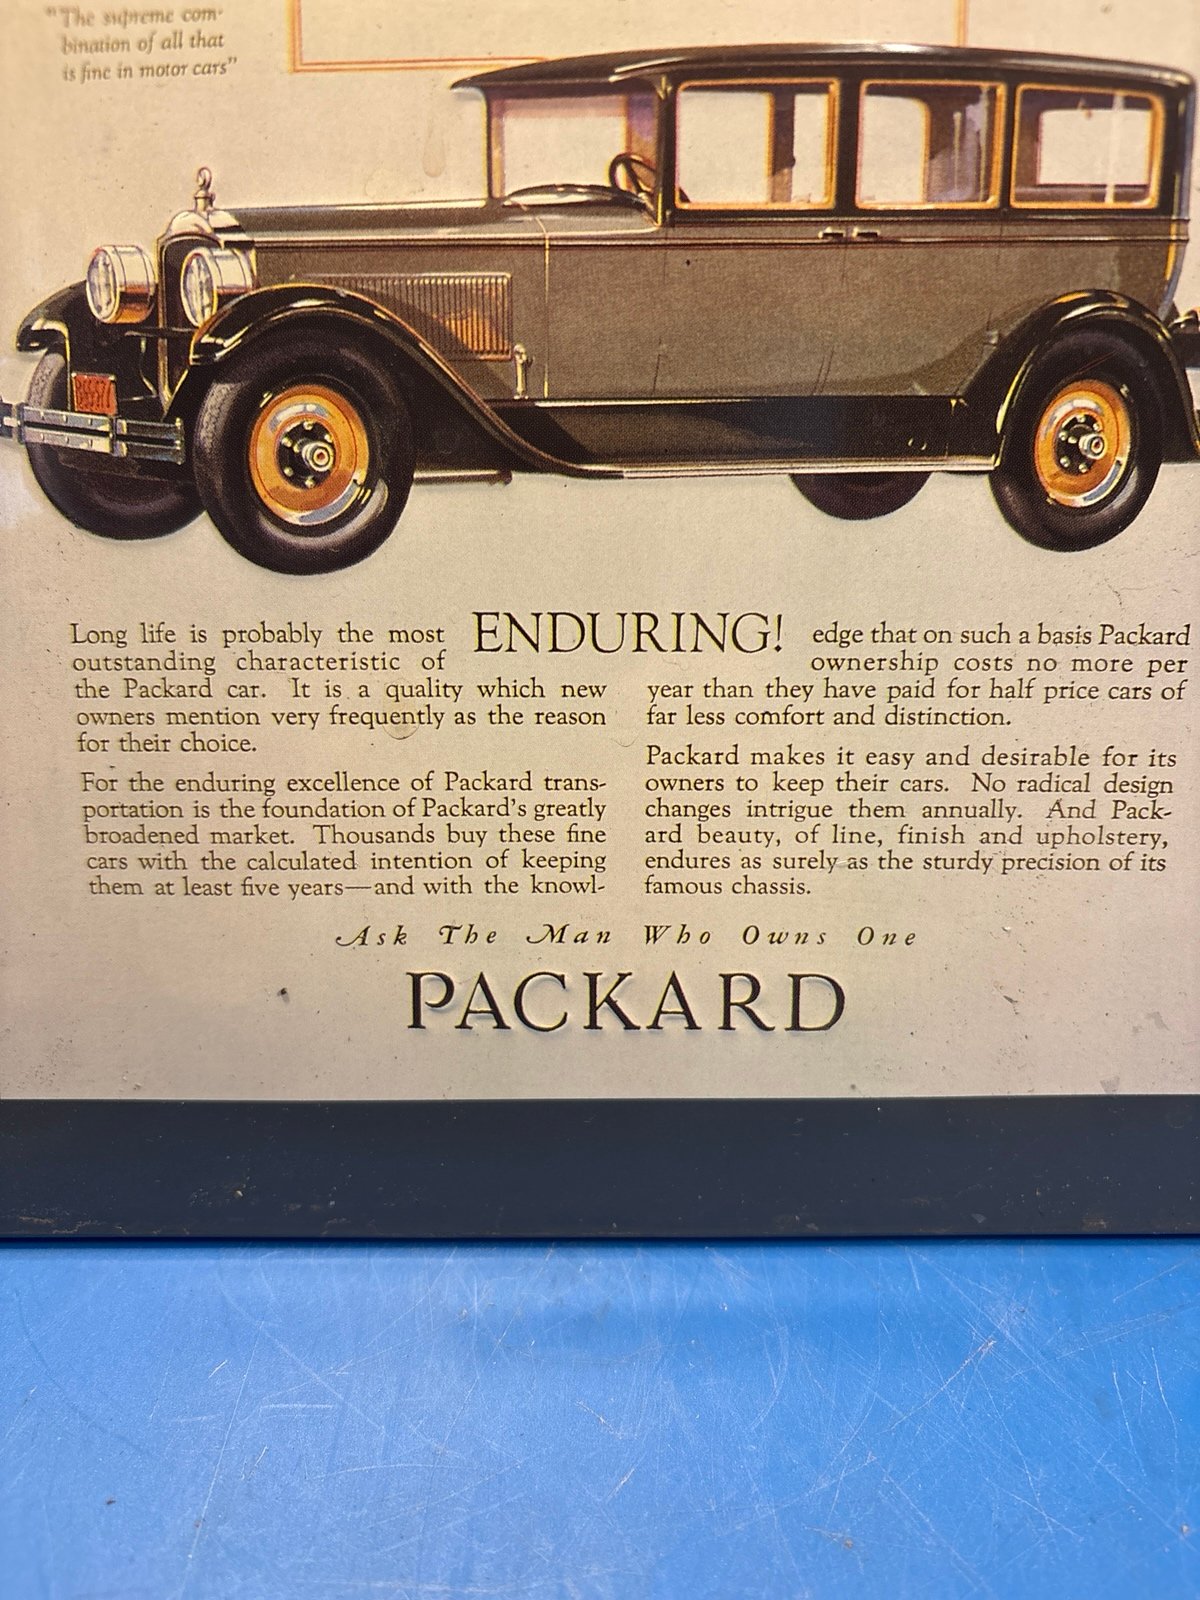 "The supreme com-
bination of all that
is fine in motor cars"
ENDURING!
Long life is probably the most
outstanding characteristic of
the Packard car. It is a quality which new
owners mention very frequently as the reason
for their choice.
For the enduring excellence of Packard trans-
portation is the foundation of Packard's greatly
broadened market. Thousands buy these fine
cars with the calculated intention of keeping
them at least five years—and with the knowl-
edge that on such a basis Packard
ownership costs no more per
year than they have paid for half price cars of
far less comfort and distinction.
Packard makes it easy and desirable for its
owners to keep their cars. No radical design
changes intrigue them annually. And Pack-
ard beauty, of line, finish and upholstery,
endures as surely as the sturdy precision of its
famous chassis.
Ask The Man Who Owns One
PACKARD